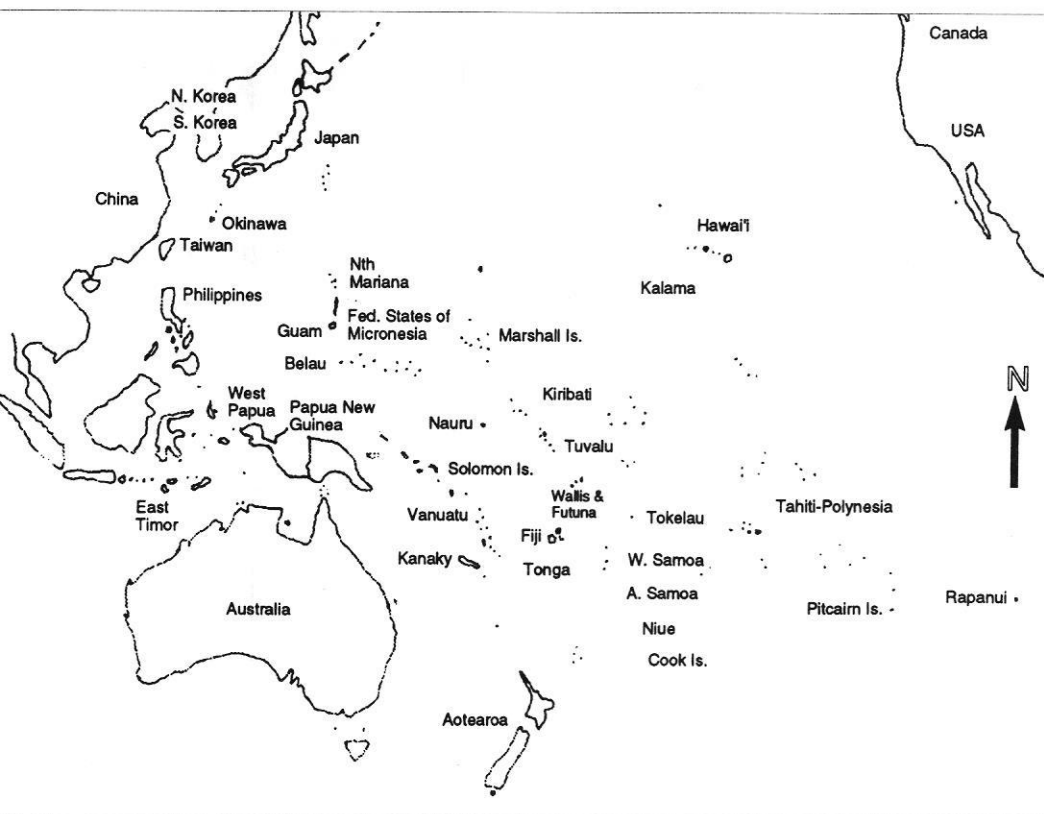 Canada
N. Korea
S. Korea
USA
Japan
China
Okinawa
Hawai'i
Taiwan
Nth
Mariana
Kalama
Philippines
Fed. States of
Micronesia
Guam
Marshall Is.
Belau
N
West
Papua
Papua New
Guinea
Kiribati
Nauru
Tuvalu
Solomon Is.
Wallis &
Futuna
East
Timor
Vanuatu
Tokelau
Tahiti-Polynesia
Fiji
Kanaky
Tonga
W. Samoa
A. Samoa
Australia
Pitcairn Is.
Rapanui
Niue
Cook Is.
Aotearoa